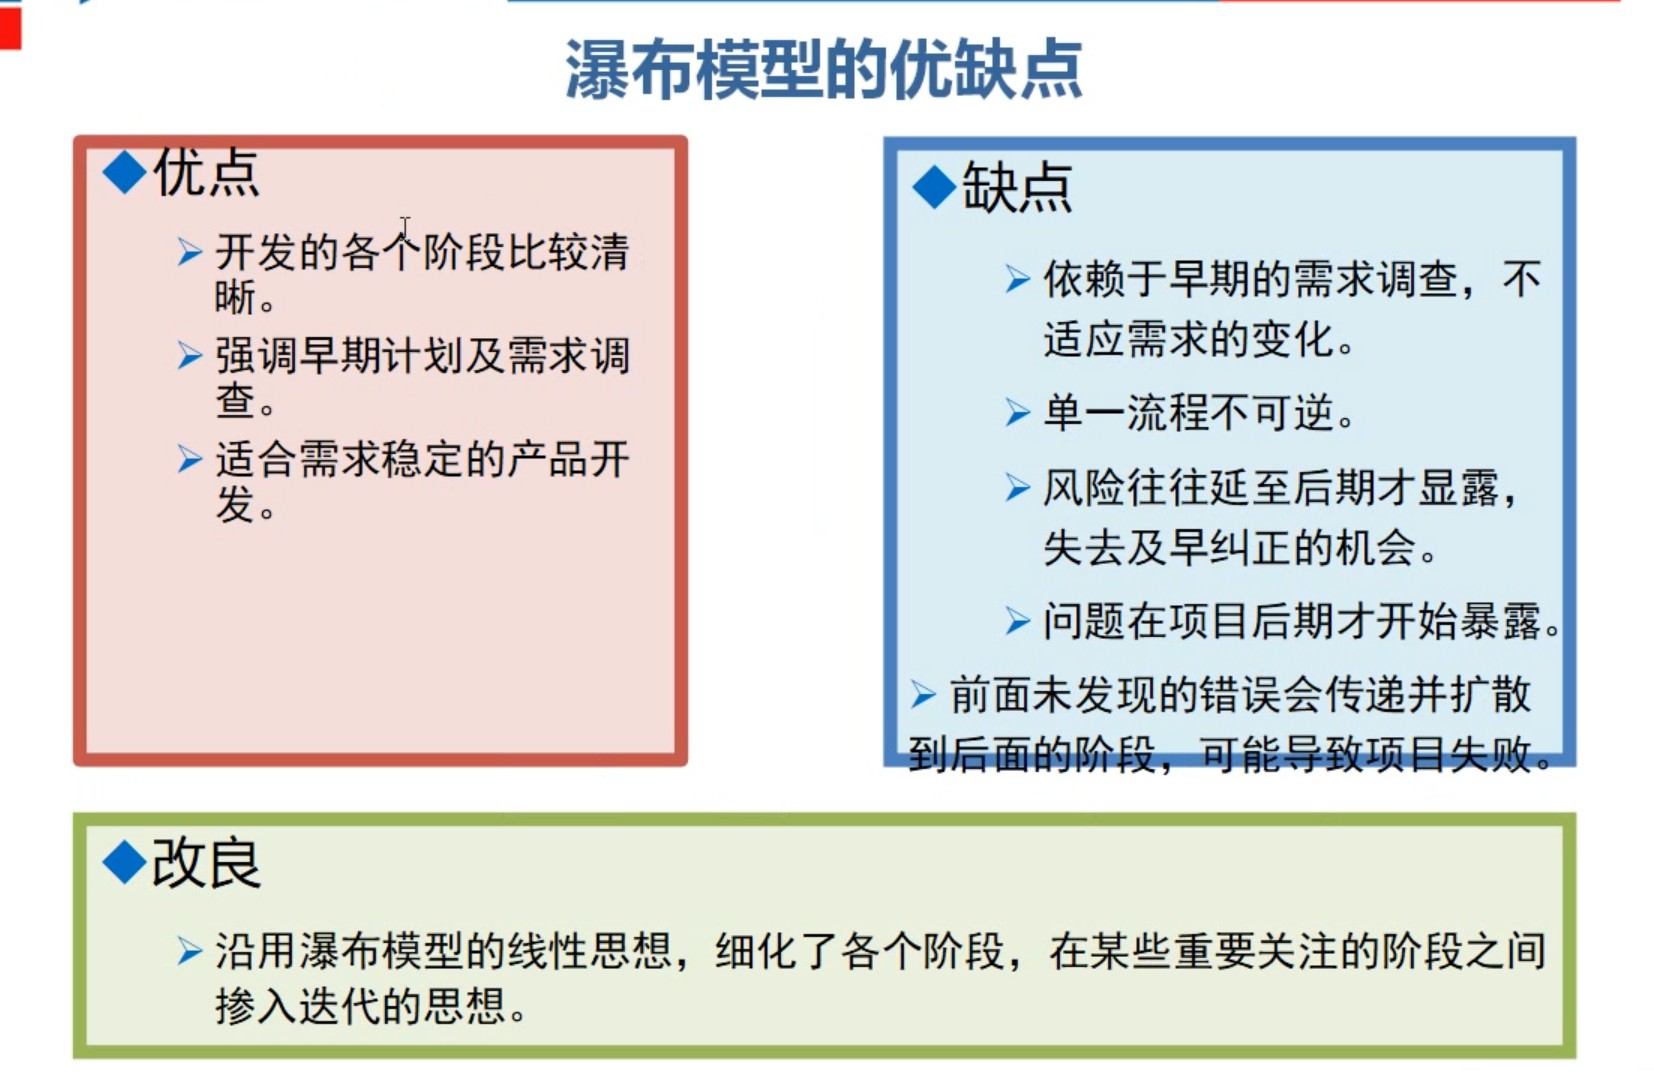 瀑布模型的优缺点
优点
开发的各个阶段比较清
晰。
强调早期计划及需求调
查。
适合需求稳定的产品开
发。
缺点
依赖于早期的需求调查，不
适应需求的变化。
单一流程不可逆。
风险往往延至后期才显露，
失去及早纠正的机会。
问题在项目后期才开始暴露。
前面未发现的错误会传递并扩散
到后面的阶段，可能导致项目失败。
改良
沿用瀑布模型的线性思想，细化了各个阶段，在某些重要关注的阶段之间
掺入迭代的思想。